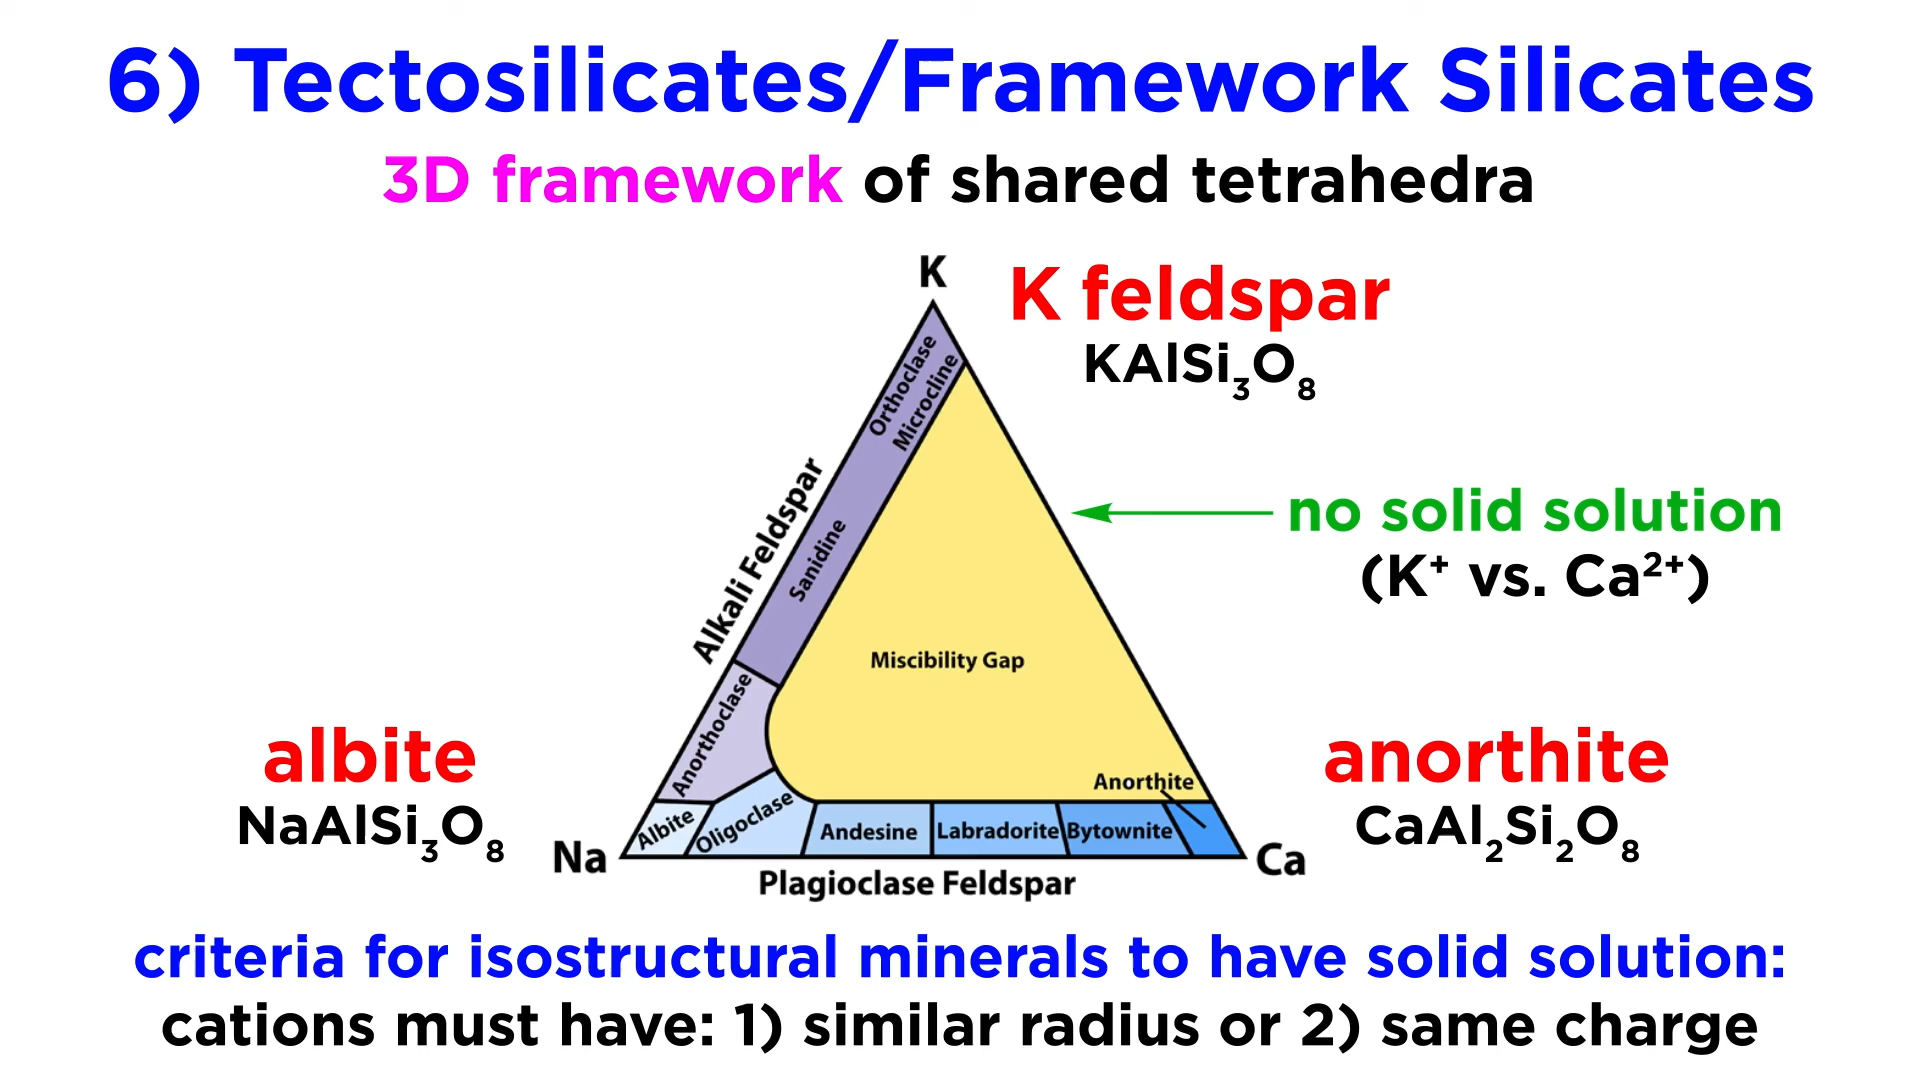 6) Tectosilicates/Framework Silicates
3D framework of shared tetrahedra
K
K feldspar
KAlSi₃O₈
Orthoclase
Microcline
Alkali Feldspar
Sanidine
no solid solution
(K⁺ vs. Ca²⁺)
Miscibility Gap
Anorthoclase
albite
NaAlSi₃O₈
anorthite
CaAl₂Si₂O₈
Anorthite
Albite
Oligoclase
Andesine
Labradorite
Bytownite
Na
Ca
Plagioclase Feldspar
criteria for isostructural minerals to have solid solution:
cations must have: 1) similar radius or 2) same charge